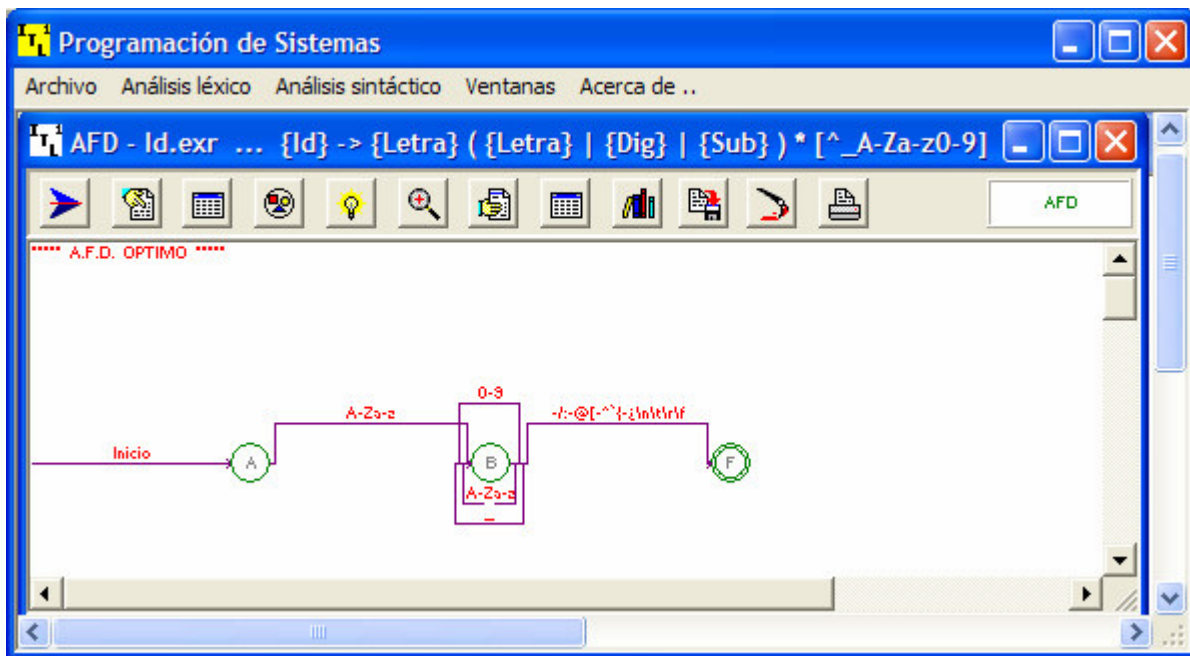 Programación de Sistemas
Archivo Análisis léxico Análisis sintáctico Ventanas Acerca de ..
AFD - Id.exr ... {Id} -> {Letra} ( {Letra} | {Dig} | {Sub} ) * [^_A-Za-z0-9]
AFD
***** A.F.D. OPTIMO *****
0-9
A-Za-z
Inicio
A
B
F
A-Za-z
_